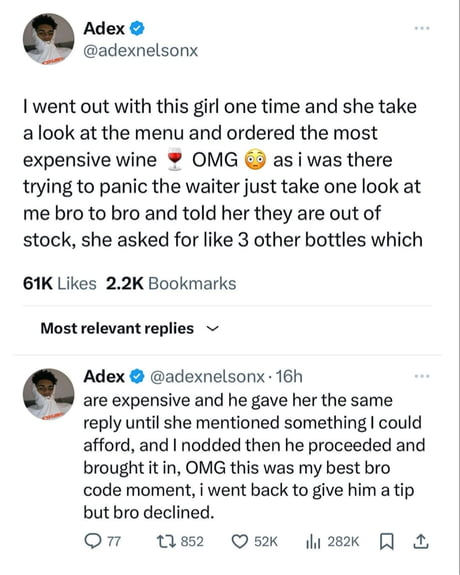 Adex
@adexnelsonx
I went out with this girl one time and she take
a look at the menu and ordered the most
expensive wine 🍷 OMG 😳 as i was there
trying to panic the waiter just take one look at
me bro to bro and told her they are out of
stock, she asked for like 3 other bottles which
61K Likes 2.2K Bookmarks
Most relevant replies
Adex @adexnelsonx · 16h
are expensive and he gave her the same
reply until she mentioned something I could
afford, and I nodded then he proceeded and
brought it in, OMG this was my best bro
code moment, i went back to give him a tip
but bro declined.
77 852 52K 282K